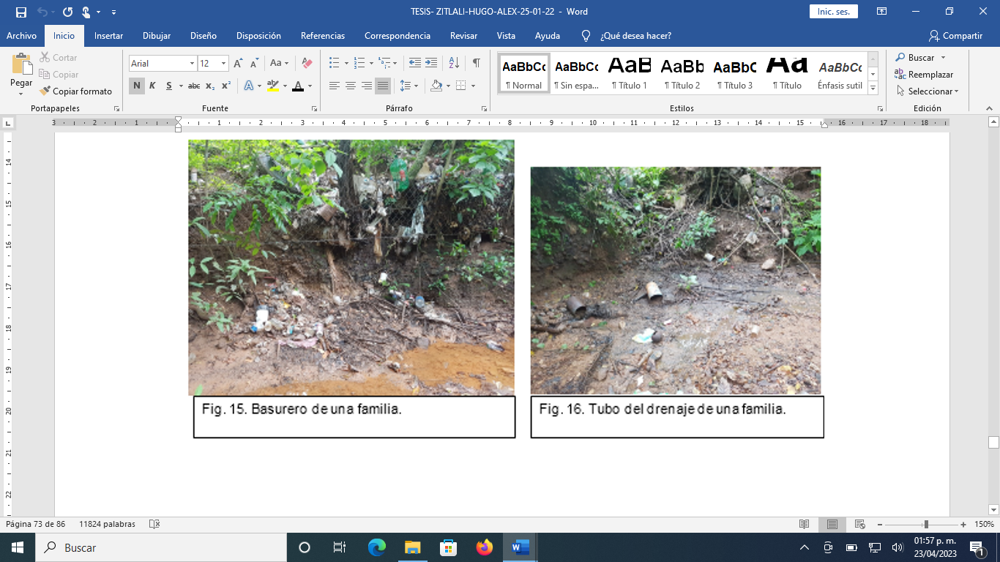 TESIS- ZITLALI-HUGO-ALEX-25-01-22 - Word
Inic. ses.
Archivo Inicio Insertar Dibujar Diseño Disposición Referencias Correspondencia Revisar Vista Ayuda ¿Qué desea hacer? Compartir
Pegar
Cortar
Copiar
Copiar formato
Portapapeles
Arial 12 Aa
N K S abc x₂ x² A ab A
Fuente
Párrafo
AaBbCc AaBbCc AaB AaBb AaBbC Aa AaBbCc
¶ Normal ¶ Sin espa... ¶ Título 1 ¶ Título 2 ¶ Título 3 ¶ Título Énfasis sutil
Estilos
Buscar
Reemplazar
Seleccionar
Edición
3 2 1 1 2 3 4 5 6 7 8 9 10 11 12 13 14 15 16 17 18
14
15
16
17
18
19
20
21
22
Fig. 15. Basurero de una familia.
Fig. 16. Tubo del drenaje de una familia.
Página 73 de 86 11824 palabras 150%
Buscar
01:57 p. m.
23/04/2023
1